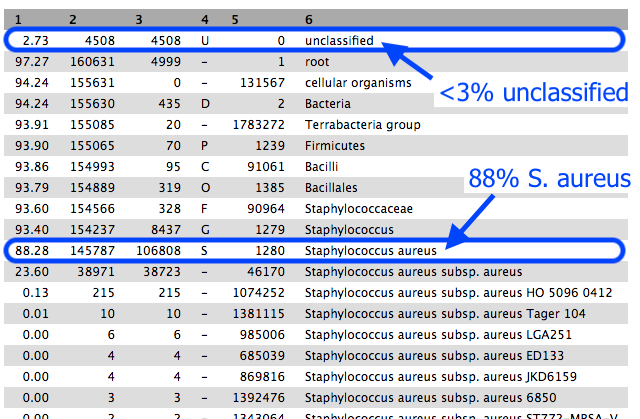 1 2 3 4 5 6
2.73 4508 4508 U 0 unclassified
97.27 160631 4999 - 1 root
94.24 155631 0 - 131567 cellular organisms
<3% unclassified
94.24 155630 435 D 2 Bacteria
93.91 155085 20 - 1783272 Terrabacteria group
93.90 155065 70 P 1239 Firmicutes
93.86 154993 95 C 91061 Bacilli
88% S. aureus
93.79 154889 319 O 1385 Bacillales
93.60 154566 328 F 90964 Staphylococcaceae
93.40 154237 8437 G 1279 Staphylococcus
88.28 145787 106808 S 1280 Staphylococcus aureus
23.60 38971 38723 - 46170 Staphylococcus aureus subsp. aureus
0.13 215 215 - 1074252 Staphylococcus aureus subsp. aureus HO 5096 0412
0.01 10 10 - 1381115 Staphylococcus aureus subsp. aureus Tager 104
0.00 6 6 - 985006 Staphylococcus aureus subsp. aureus LGA251
0.00 4 4 - 685039 Staphylococcus aureus subsp. aureus ED133
0.00 4 4 - 869816 Staphylococcus aureus subsp. aureus JKD6159
0.00 3 3 - 1392476 Staphylococcus aureus subsp. aureus 6850
0.00 2 2 - 1343064 Staphylococcus aureus subsp. aureus ST772-MRSA-V